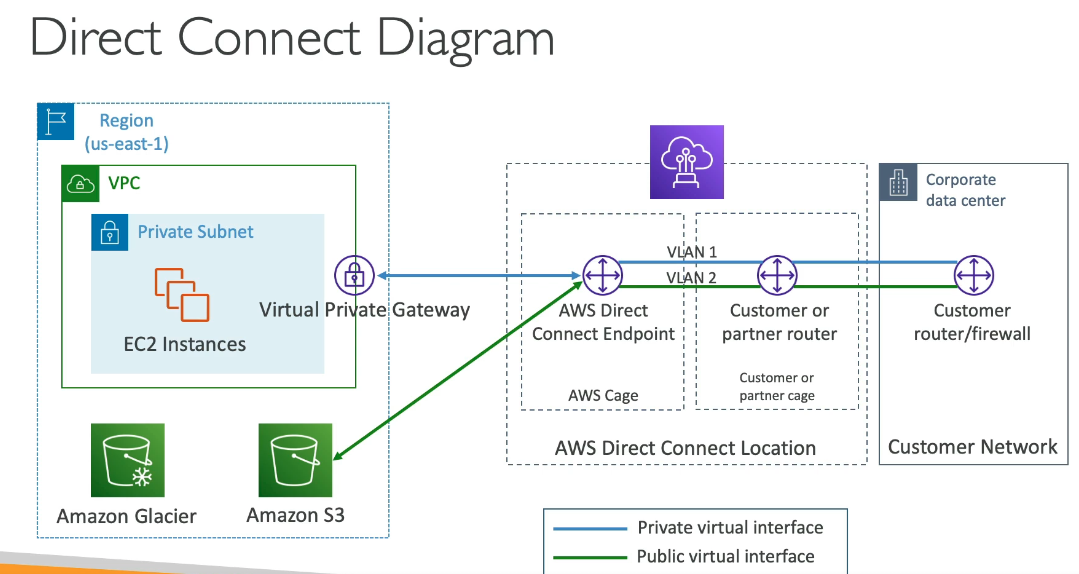 Direct Connect Diagram
Region
(us-east-1)
VPC
Private Subnet
EC2 Instances
Virtual Private Gateway
Amazon Glacier
Amazon S3
VLAN 1
VLAN 2
AWS Direct
Connect Endpoint
AWS Cage
Customer or
partner router
Customer or
partner cage
AWS Direct Connect Location
Corporate
data center
Customer
router/firewall
Customer Network
Private virtual interface
Public virtual interface